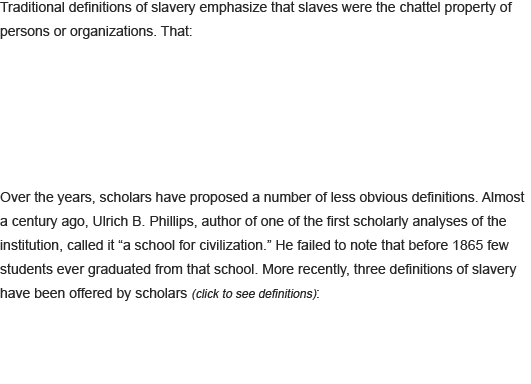 Traditional definitions of slavery emphasize that slaves were the chattel property of
persons or organizations. That:
Over the years, scholars have proposed a number of less obvious definitions. Almost
a century ago, Ulrich B. Phillips, author of one of the first scholarly analyses of the
institution, called it “a school for civilization.” He failed to note that before 1865 few
students ever graduated from that school. More recently, three definitions of slavery
have been offered by scholars (click to see definitions):